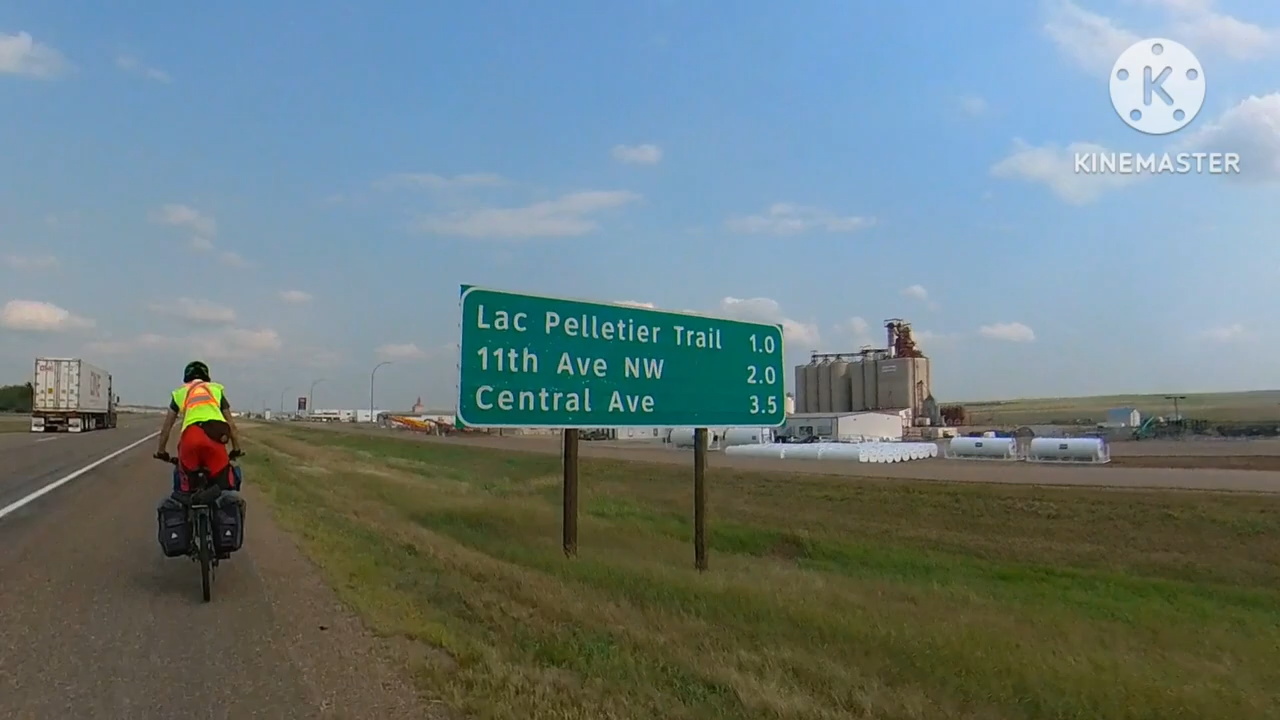 K
KINEMASTER
Lac Pelletier Trail 1.0
11th Ave NW 2.0
Central Ave 3.5